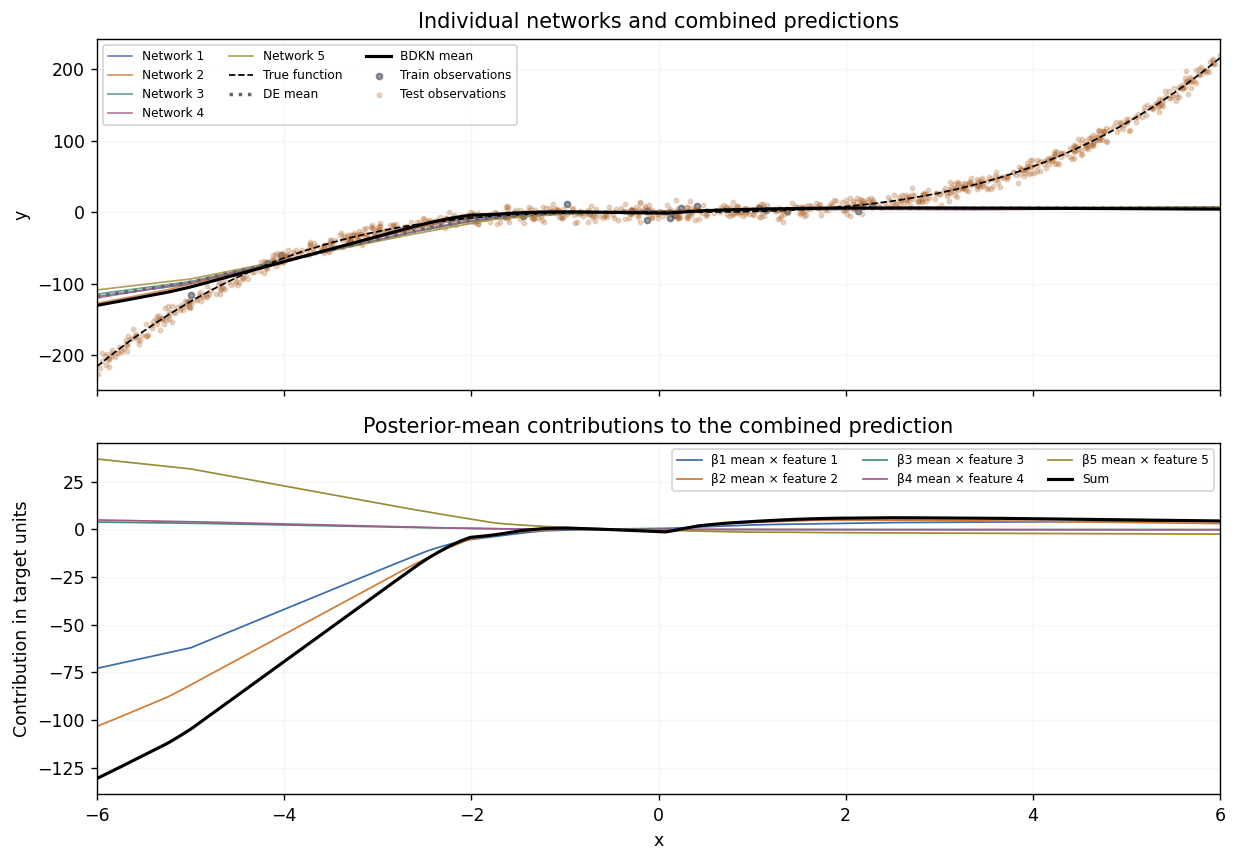 Individual networks and combined predictions
Network 1
Network 2
Network 3
Network 4
Network 5
True function
DE mean
BDKN mean
Train observations
Test observations
y
200
100
0
−100
−200
Posterior-mean contributions to the combined prediction
β1 mean × feature 1
β2 mean × feature 2
β3 mean × feature 3
β4 mean × feature 4
β5 mean × feature 5
Sum
Contribution in target units
25
0
−25
−50
−75
−100
−125
−6 −4 −2 0 2 4 6
x